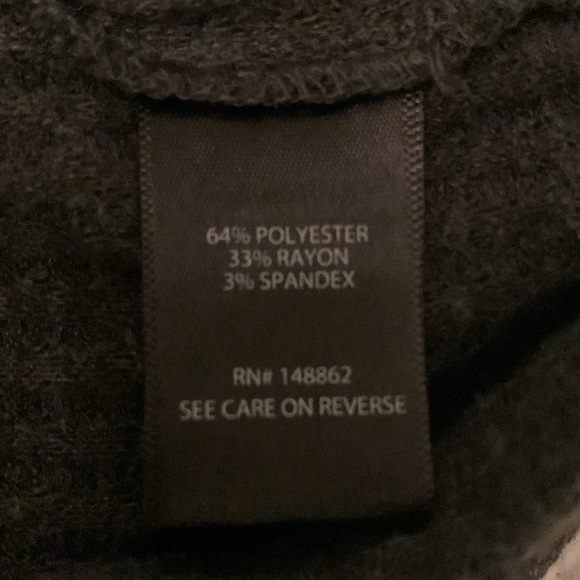 64% POLYESTER
33% RAYON
3% SPANDEX
RN# 148862
SEE CARE ON REVERSE